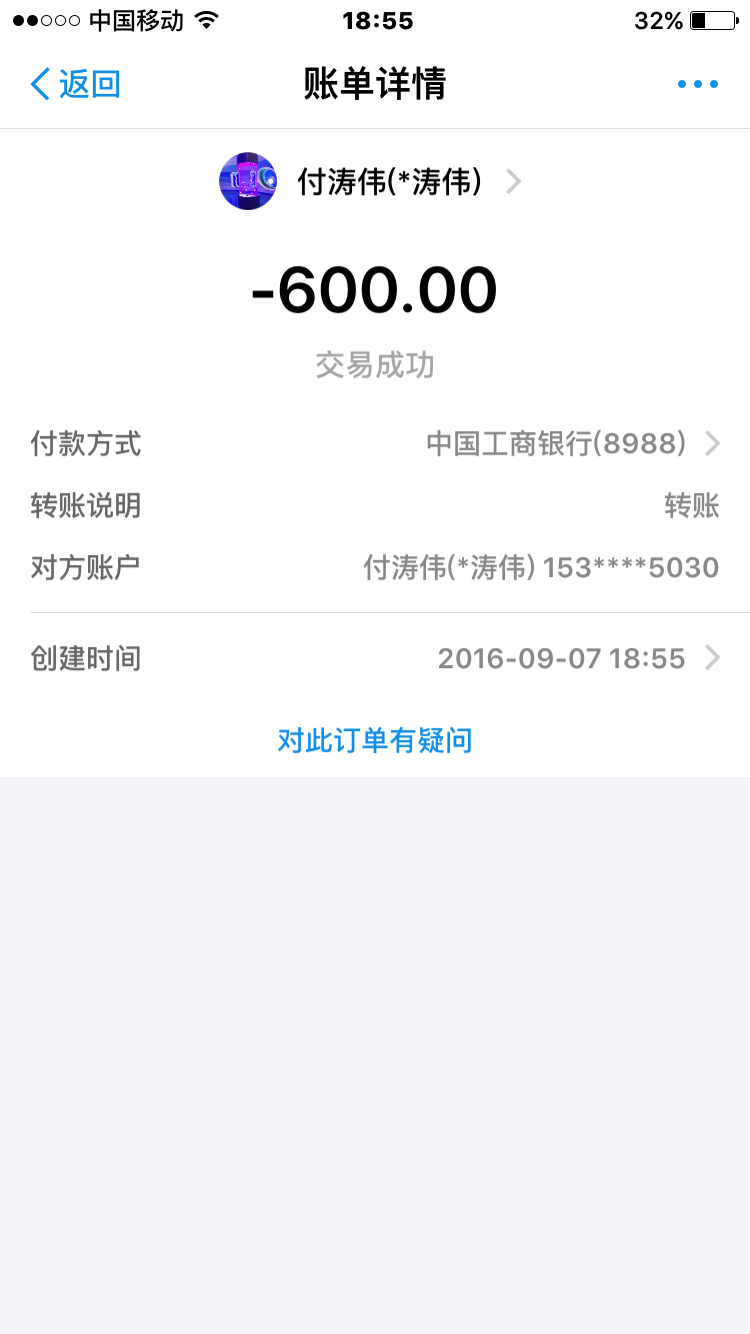 中国移动 18:55 32%
返回 账单详情
付涛伟(*涛伟)
-600.00
交易成功
付款方式 中国工商银行(8988)
转账说明 转账
对方账户 付涛伟(*涛伟) 153****5030
创建时间 2016-09-07 18:55
对此订单有疑问